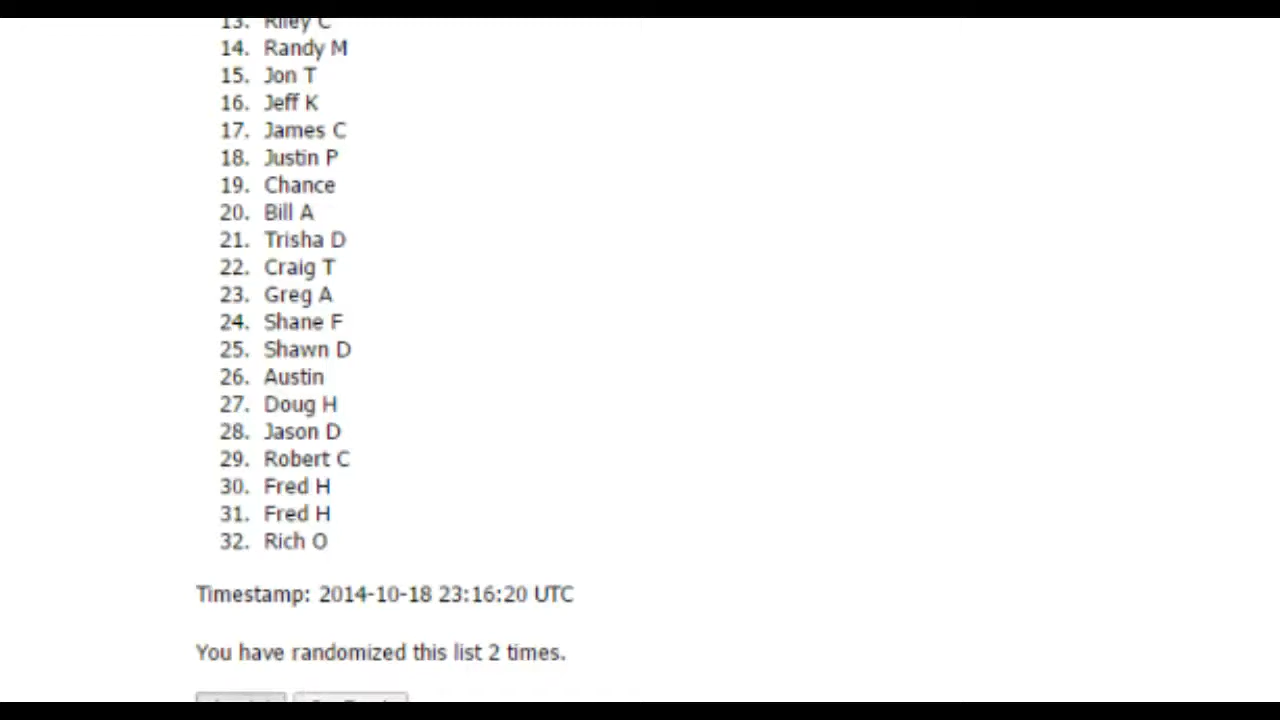 13. Riley C
14. Randy M
15. Jon T
16. Jeff K
17. James C
18. Justin P
19. Chance
20. Bill A
21. Trisha D
22. Craig T
23. Greg A
24. Shane F
25. Shawn D
26. Austin
27. Doug H
28. Jason D
29. Robert C
30. Fred H
31. Fred H
32. Rich O
Timestamp: 2014-10-18 23:16:20 UTC
You have randomized this list 2 times.